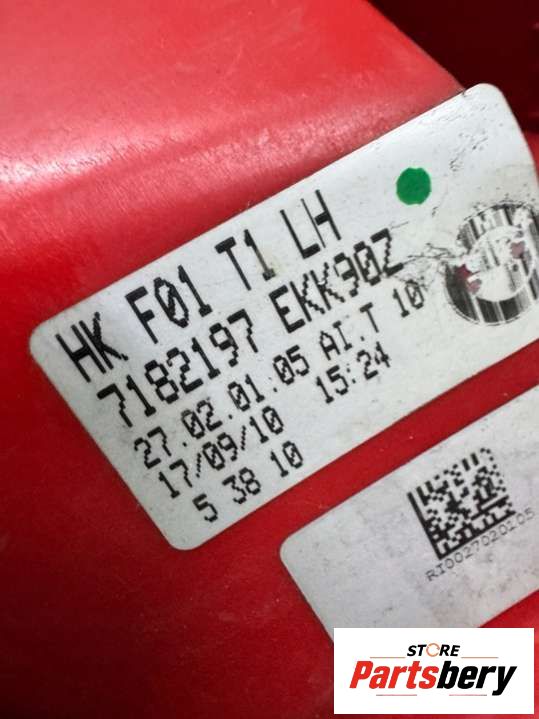 HK F01 T1 LH
7182197 EKK90Z
27.02.01.05 AI.T 10
17/09/10 15:24
5 38 10
RI0027020105
STORE
Partsbery